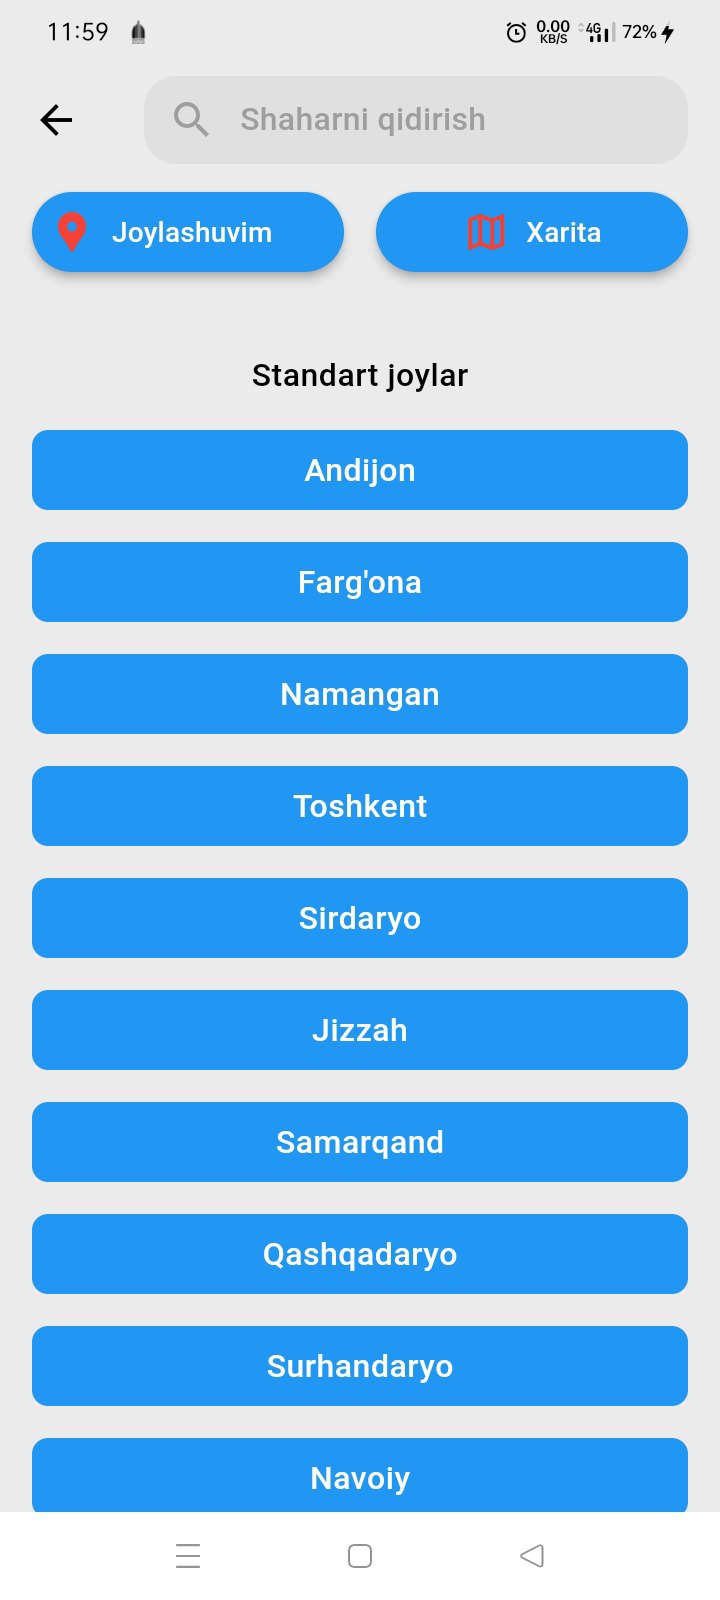 11:59
0.00 KB/S 4G 72%
Shaharni qidirish
Joylashuvim
Xarita
Standart joylar
Andijon
Farg'ona
Namangan
Toshkent
Sirdaryo
Jizzah
Samarqand
Qashqadaryo
Surhandaryo
Navoiy